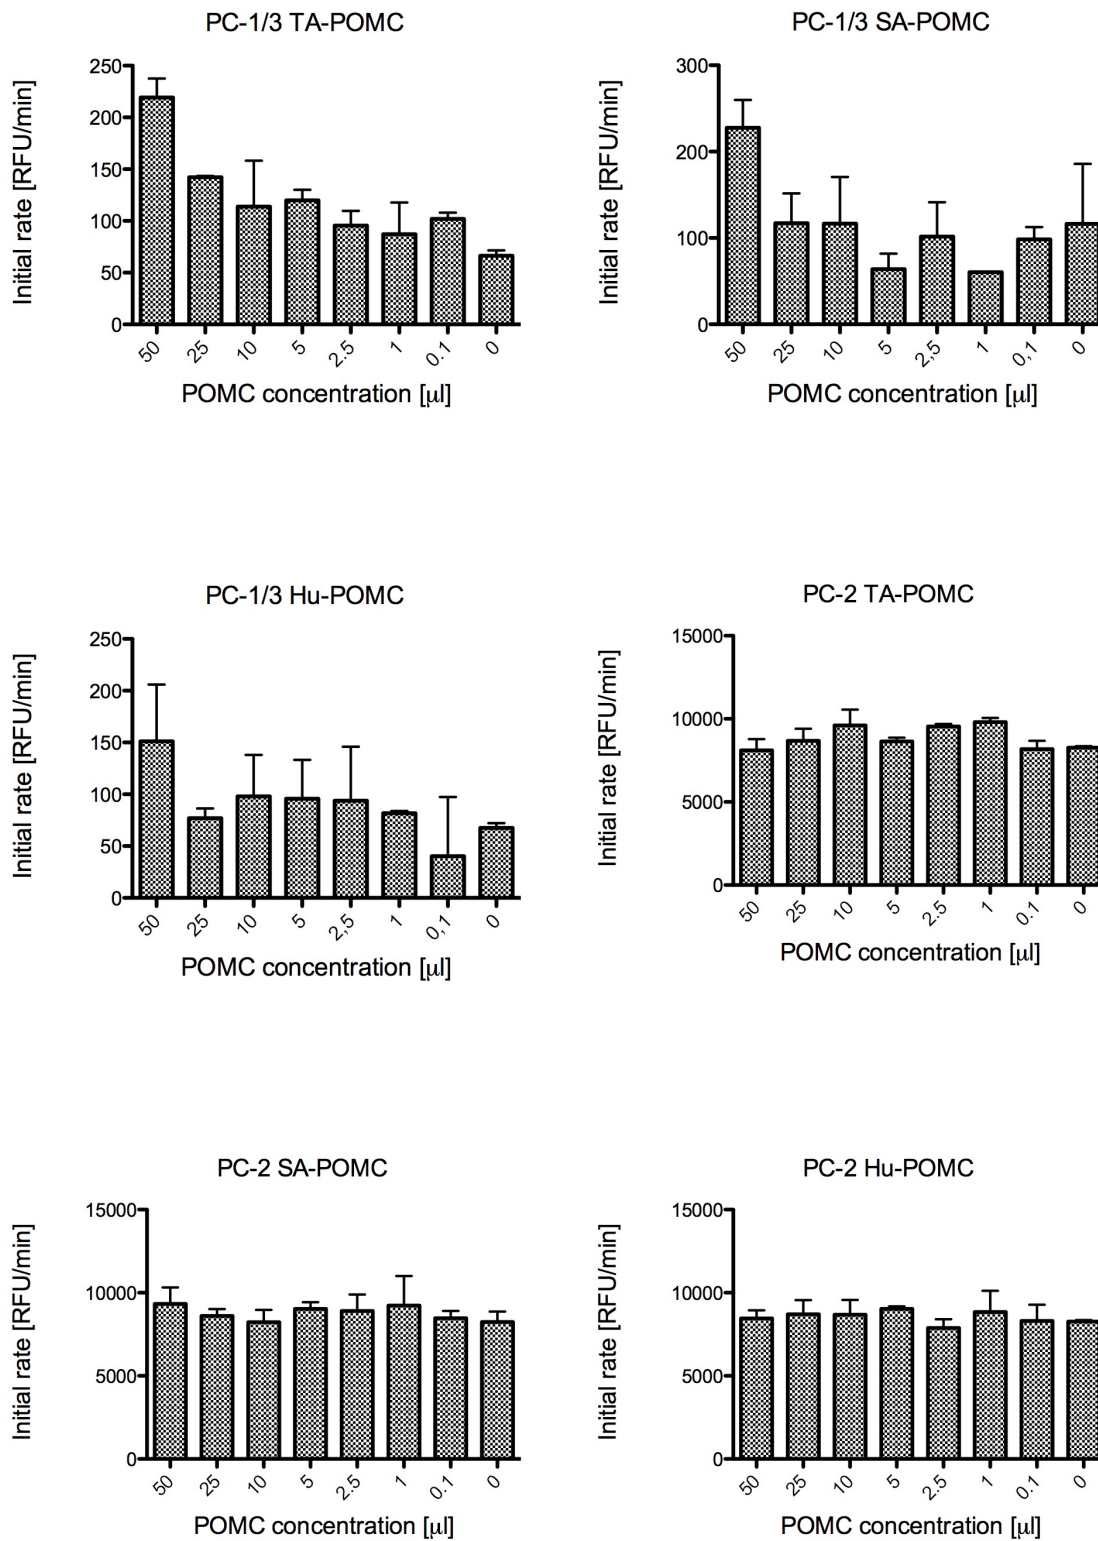 PC-1/3 TA-POMC
Initial rate [RFU/min]
250
200
150
100
50
0
50 25 10 5 2.5 1 0.1 0
POMC concentration [µl]
PC-1/3 SA-POMC
Initial rate [RFU/min]
300
200
100
0
50 25 10 5 2,5 1 0,1 0
POMC concentration [µl]
PC-1/3 Hu-POMC
Initial rate [RFU/min]
250
200
150
100
50
0
50 25 10 5 2,5 1 0,1 0
POMC concentration [µl]
PC-2 TA-POMC
Initial rate [RFU/min]
15000
10000
5000
0
50 25 10 5 2.5 1 0.1 0
POMC concentration [µl]
PC-2 SA-POMC
Initial rate [RFU/min]
15000
10000
5000
0
50 25 10 5 2.5 1 0.1 0
POMC concentration [µl]
PC-2 Hu-POMC
Initial rate [RFU/min]
15000
10000
5000
0
50 25 10 5 2.5 1 0.1 0
POMC concentration [µl]